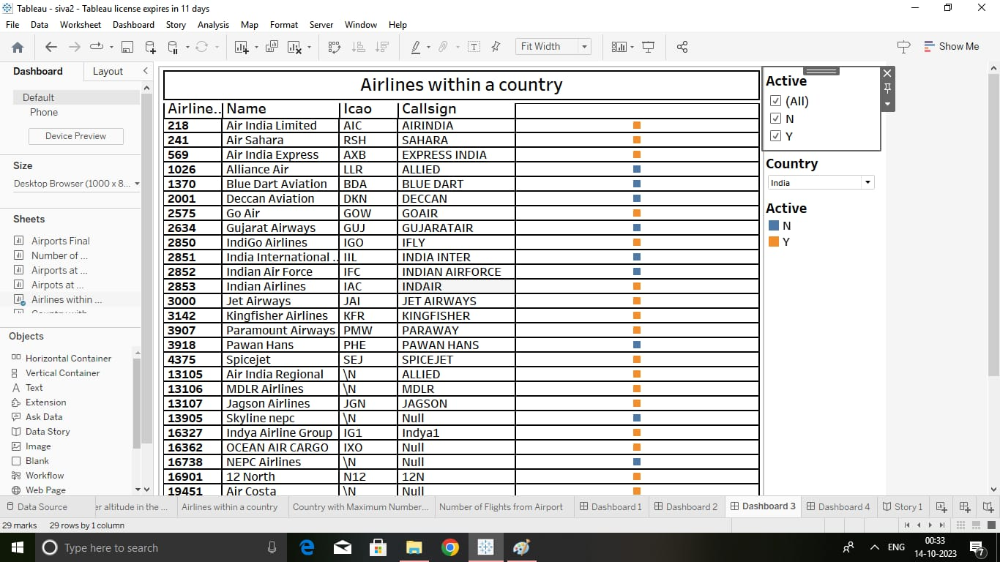 Tableau - siva2 - Tableau license expires in 11 days
File Data Worksheet Dashboard Story Analysis Map Format Server Window Help
Fit Width
Show Me
Dashboard Layout
Default
Phone
Device Preview
Size
Desktop Browser (1000 x 8...
Sheets
Airports Final
Number of ...
Airports at ...
Airpots at ...
Airlines within ...
Country with
Objects
Horizontal Container
Vertical Container
Text
Extension
Ask Data
Data Story
Image
Blank
Workflow
Web Page
Airlines within a country
Airline.. Name Icao Callsign
218 Air India Limited AIC AIRINDIA
241 Air Sahara RSH SAHARA
569 Air India Express AXB EXPRESS INDIA
1026 Alliance Air LLR ALLIED
1370 Blue Dart Aviation BDA BLUE DART
2001 Deccan Aviation DKN DECCAN
2575 Go Air GOW GOAIR
2634 Gujarat Airways GUJ GUJARATAIR
2850 IndiGo Airlines IGO IFLY
2851 India International .. IIL INDIA INTER
2852 Indian Air Force IFC INDIAN AIRFORCE
2853 Indian Airlines IAC INDAIR
3000 Jet Airways JAI JET AIRWAYS
3142 Kingfisher Airlines KFR KINGFISHER
3907 Paramount Airways PMW PARAWAY
3918 Pawan Hans PHE PAWAN HANS
4375 Spicejet SEJ SPICEJET
13105 Air India Regional \N ALLIED
13106 MDLR Airlines \N MDLR
13107 Jagson Airlines JGN JAGSON
13905 Skyline nepc \N Null
16327 Indya Airline Group IG1 Indya1
16362 OCEAN AIR CARGO IXO Null
16738 NEPC Airlines \N Null
16901 12 North N12 12N
19451 Air Costa \N Null
Active
(All)
N
Y
Country
India
Active
N
Y
Data Source er altitude in the ... Airlines within a country Country with Maximum Number... Number of Flights from Airport Dashboard 1 Dashboard 2 Dashboard 3 Dashboard 4 Story 1
29 marks 29 rows by 1 column
Type here to search
ENG
00:33
14-10-2023
7